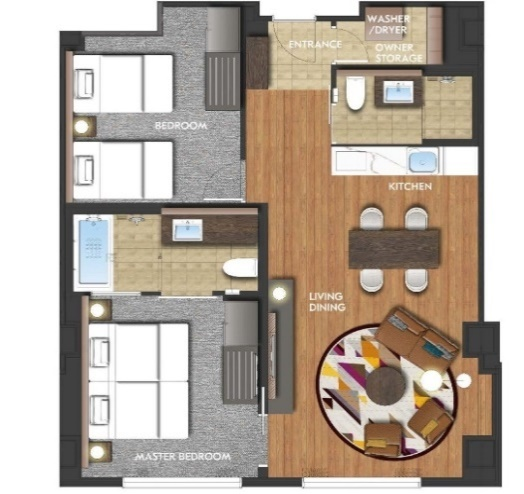 WASHER
/DRYER
ENTRANCE
OWNER
STORAGE
BEDROOM
KITCHEN
LIVING
DINING
MASTER BEDROOM